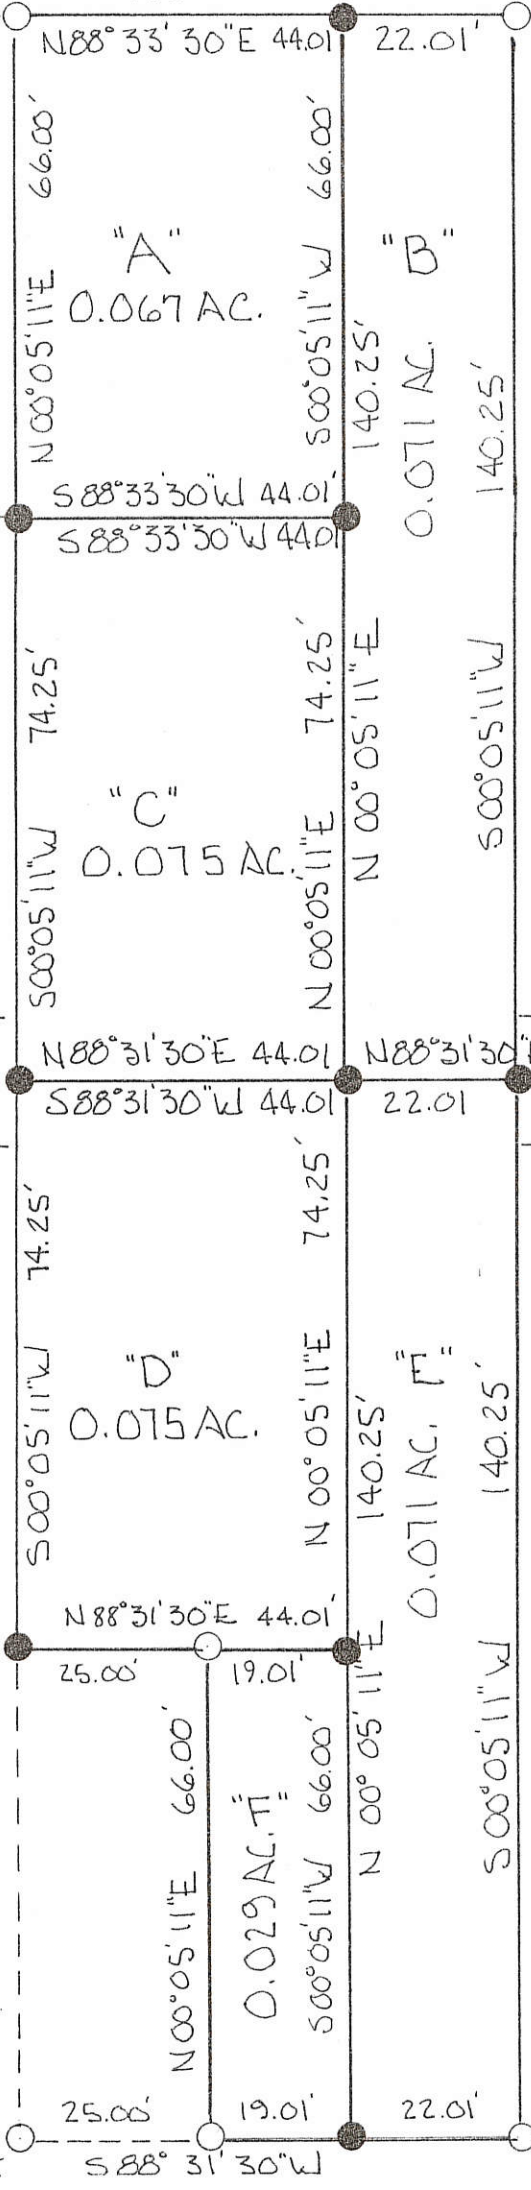 N88°33'30"E 44.01
22.01'
N00°05'11"E 66.00'
"A"
0.067 AC.
S00°05'11"W 66.00'
S88°33'30"W 44.01'
"B"
0.071 AC.
N 00°05'11"E 140.25'
S00°05'11"W 140.25'
S88°33'30"W 44.01
S00°05'11"W 74.25'
"C"
0.075 AC.
N00°05'11"E 74.25'
N88°31'30"E 44.01
N88°31'30"
22.01
S88°31'30"W 44.01
S00°05'11"W 74.25'
"D"
0.075 AC.
N 00°05'11"E 74.25'
N88°31'30"E 44.01'
0.071 AC.
N 00°05'11"E 140.25'
S00°05'11"W 140.25'
25.00'
19.01'
N00°05'11"E 66.00'
0.029 AC.
S00°05'11"W 66.00'
25.00'
19.01'
22.01'
S88°31'30"W